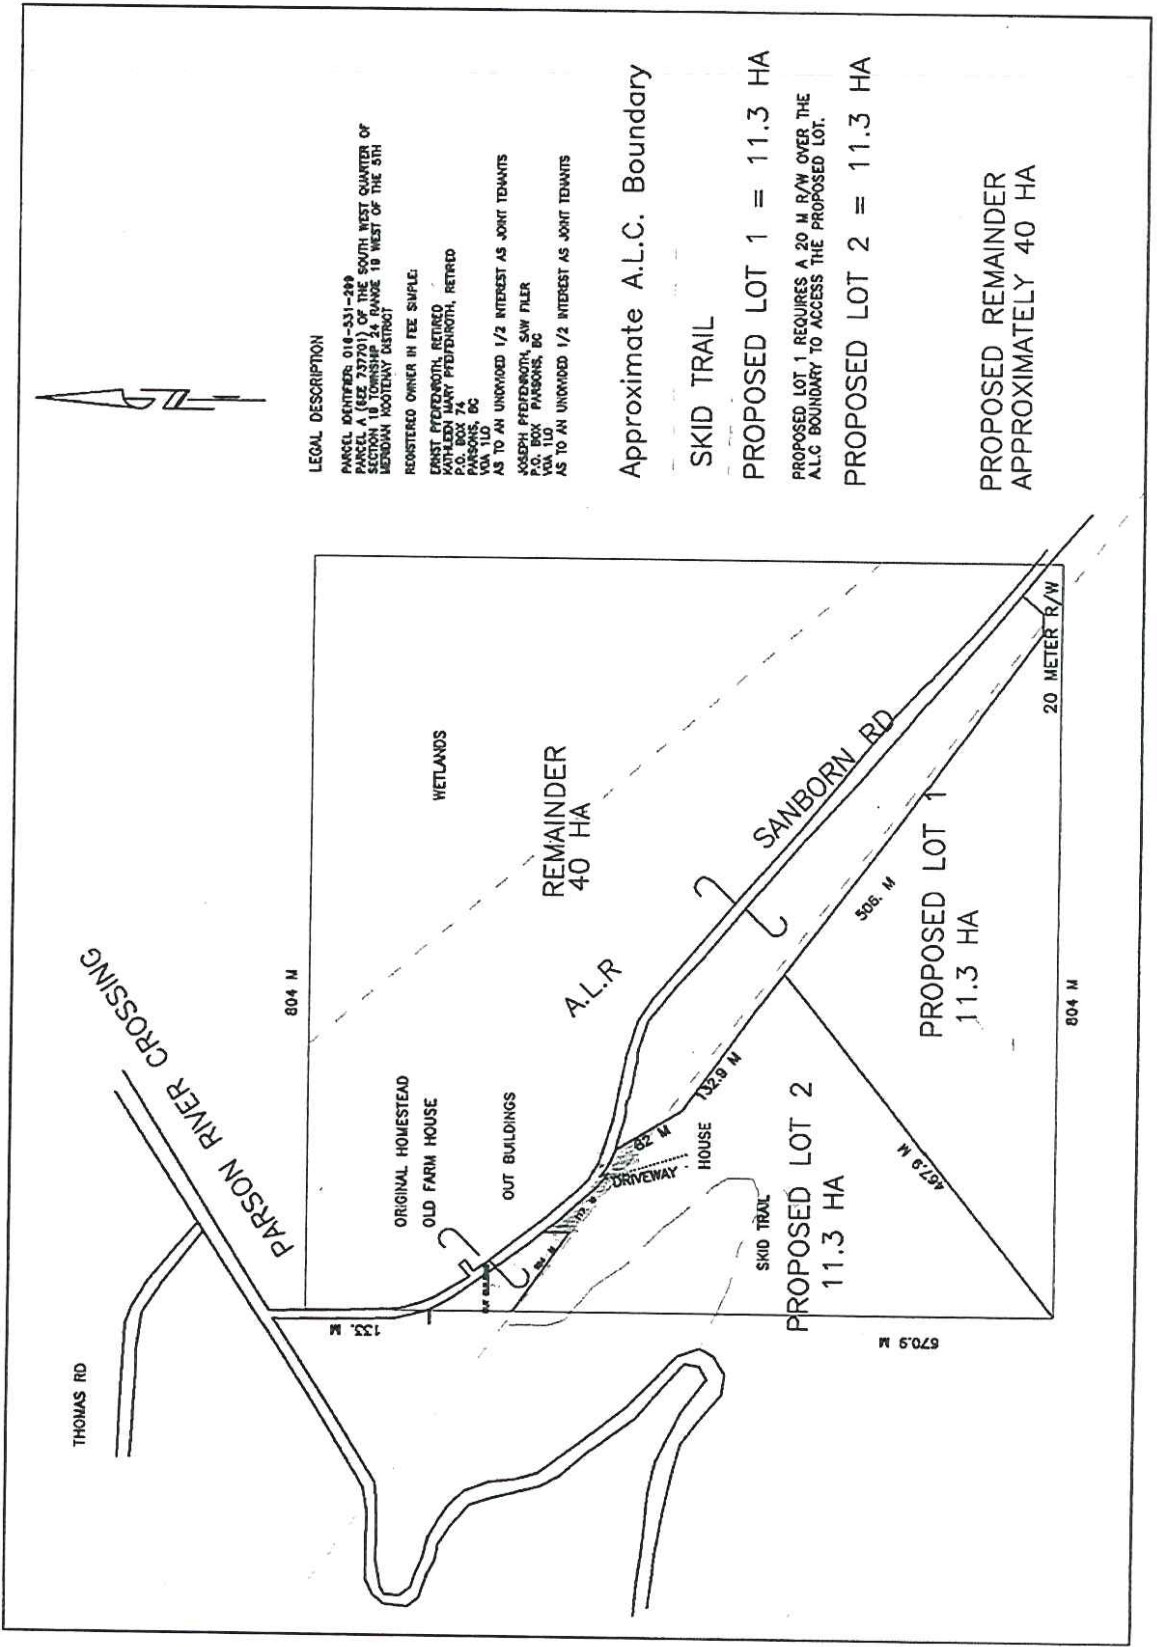 LEGAL DESCRIPTION
PARCEL IDENTIFIER: 016-531-299
PARCEL A (SEE 737701) OF THE SOUTH WEST QUARTER OF
SECTION 18 TOWNSHIP 24 RANGE 19 WEST OF THE 5TH
MERIDIAN KOOTENAY DISTRICT
REGISTERED OWNER IN FEE SIMPLE:
ERNST PFEIFENROTH, RETIRED
KATHLEEN MARY PFEIFENROTH, RETIRED
P.O. BOX 74
PARSONS, BC
V0A 1L0
AS TO AN UNDIVIDED 1/2 INTEREST AS JOINT TENANTS
JOSEPH PFEIFENROTH, SAW FILER
P.O. BOX PARSONS, BC
V0A 1L0
AS TO AN UNDIVIDED 1/2 INTEREST AS JOINT TENANTS
Approximate A.L.C. Boundary
SKID TRAIL
PROPOSED LOT 1 = 11.3 HA
PROPOSED LOT 1 REQUIRES A 20 M R/W OVER THE
A.L.C BOUNDARY TO ACCESS THE PROPOSED LOT.
PROPOSED LOT 2 = 11.3 HA
PROPOSED REMAINDER
APPROXIMATELY 40 HA
THOMAS RD
PARSON RIVER CROSSING
804 M
133. M
WETLANDS
ORIGINAL HOMESTEAD
OLD FARM HOUSE
OUT BUILDINGS
OUT BUILDING
REMAINDER
40 HA
A.L.R
SANBORN RD
62 M
DRIVEWAY
HOUSE
132.9 M
SKID TRAIL
PROPOSED LOT 2
11.3 HA
506. M
467.9 M
PROPOSED LOT 1
11.3 HA
20 METER R/W
670.9 M
804 M